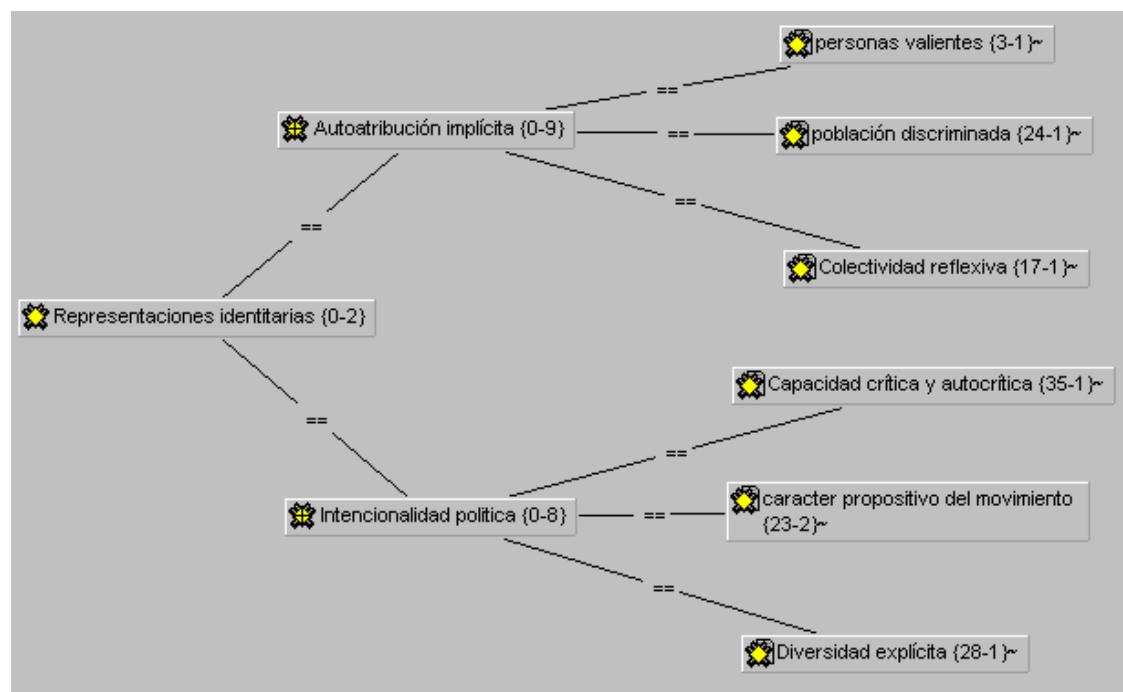 personas valientes {3-1}~
==
Autoatribución implícita {0-9}
==
población discriminada {24-1}~
==
==
Colectividad reflexiva {17-1}~
Representaciones identitarias {0-2}
Capacidad crítica y autocrítica {35-1}~
==
==
Intencionalidad politica {0-8}
==
caracter propositivo del movimiento
{23-2}~
==
Diversidad explícita {28-1}~